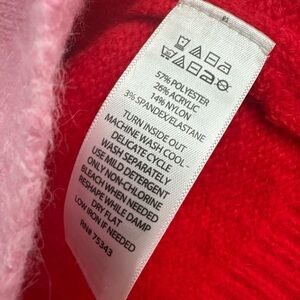 57% POLYESTER
26% ACRYLIC
14% NYLON
3% SPANDEX/ELASTANE
TURN INSIDE OUT
MACHINE WASH COOL -
DELICATE CYCLE
WASH SEPARATELY
USE MILD DETERGENT
ONLY NON-CHLORINE
BLEACH WHEN NEEDED
RESHAPE WHILE DAMP
DRY FLAT
LOW IRON IF NEEDED
RN# 75343